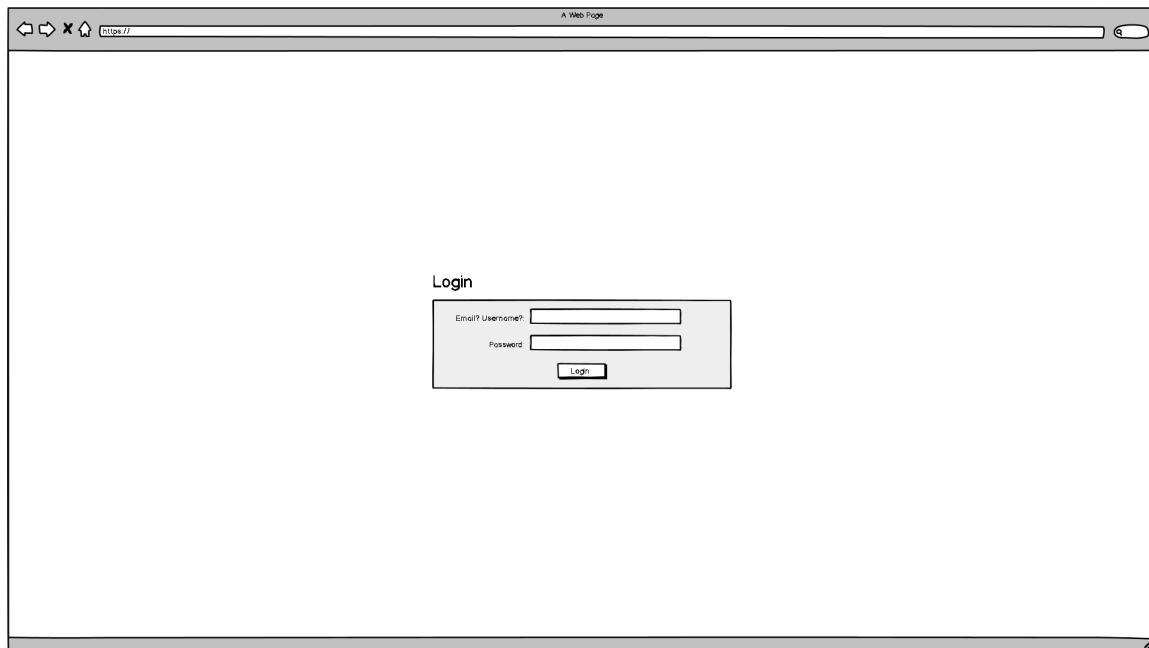 A Web Page
https://
Login
Email? Username?:
Password:
Login